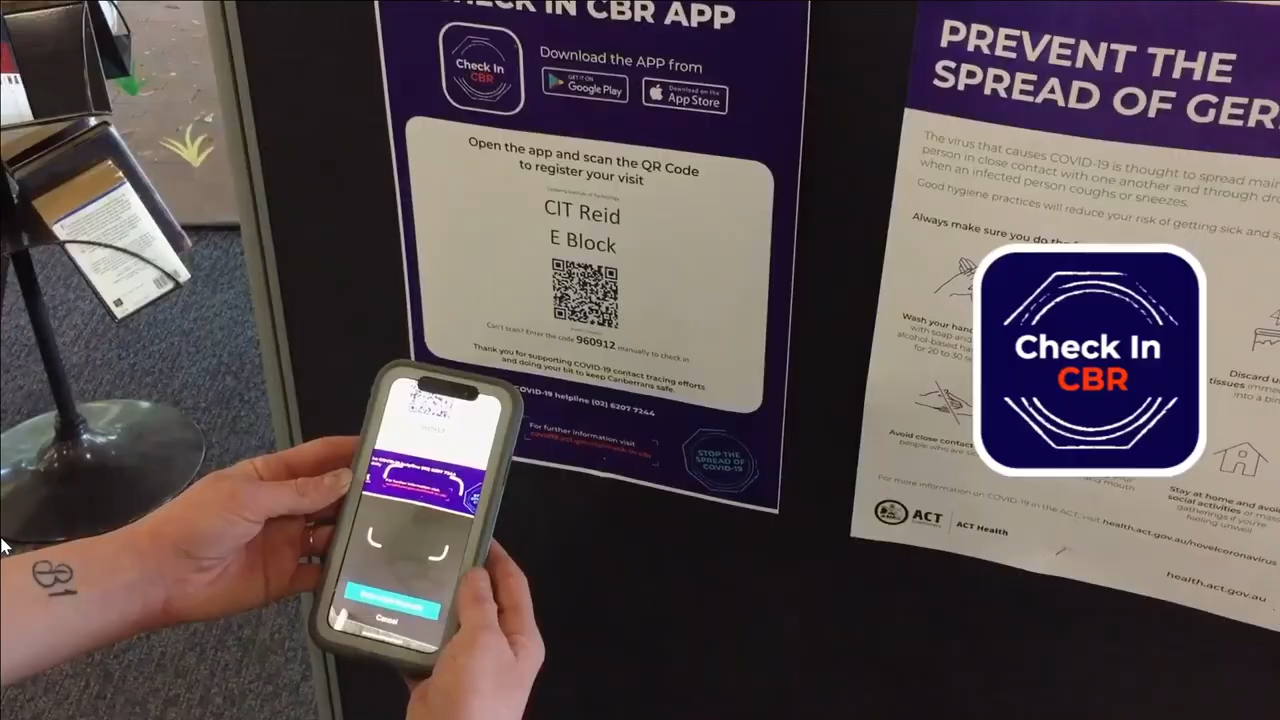 CHECK IN CBR APP
Check In
CBR
Download the APP from
GET IT ON
Google Play
Download on the
App Store
Open the app and scan the QR Code
to register your visit
CIT Reid
E Block
Can't scan? Enter the code 960912 manually to check in
Thank you for supporting COVID-19 contact tracing efforts
and doing your bit to keep Canberrans safe.
COVID-19 helpline (02) 6207 7244
For further information visit
STOP THE
SPREAD OF
COVID-19
Cancel
B1
PREVENT THE
SPREAD OF GER
The virus that causes COVID-19 is thought to spread mai
person in close contact with one another and through dr
when an infected person coughs or sneezes.
Good hygiene practices will reduce your risk of getting sick and s
Always make sure you do the
Wash your hand
with soap and
alcohol-based ha
for 20 to 30 s
Discard u
tissues imme
into a bin
Avoid close contact
people who are si
ng mouth
Stay at home and avoid
social activities or mas
gatherings if you're
feeling unwell
For more information on COVID-19 in the ACT, visit health.act.gov.au/novelcoronavirus
ACT
ACT Health
health.act.gov.au
Check In
CBR